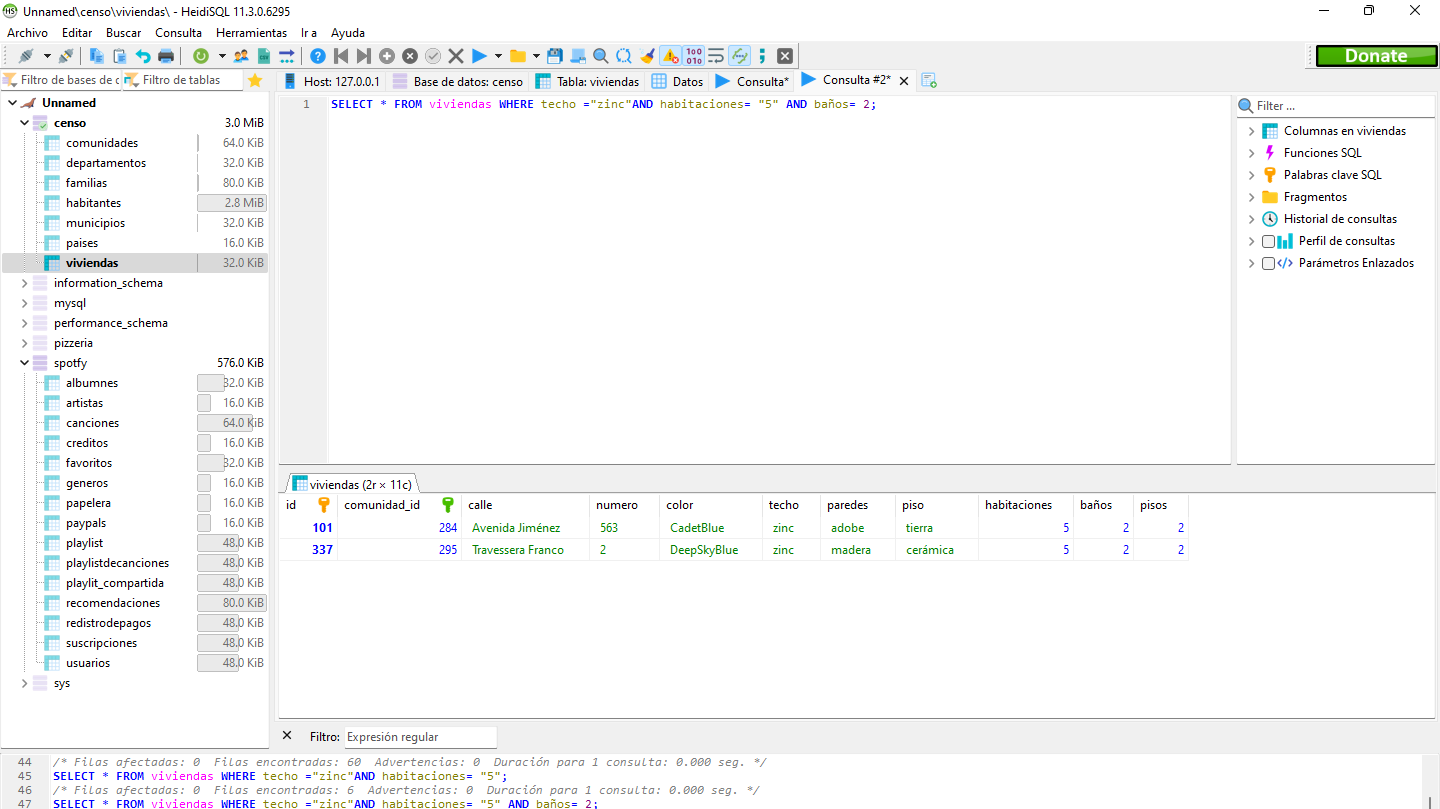 Unnamed\censo\viviendas\ - HeidiSQL 11.3.0.6295
Archivo Editar Buscar Consulta Herramientas Ir a Ayuda
Donate
Filtro de bases de d Filtro de tablas
Host: 127.0.0.1 Base de datos: censo Tabla: viviendas Datos Consulta* Consulta #2*
Unnamed
censo 3.0 MiB
comunidades 64.0 KiB
departamentos 32.0 KiB
familias 80.0 KiB
habitantes 2.8 MiB
municipios 32.0 KiB
paises 16.0 KiB
viviendas 32.0 KiB
information_schema
mysql
performance_schema
pizzeria
spotfy 576.0 KiB
albumnes 32.0 KiB
artistas 16.0 KiB
canciones 64.0 KiB
creditos 16.0 KiB
favoritos 32.0 KiB
generos 16.0 KiB
papelera 16.0 KiB
paypals 16.0 KiB
playlist 48.0 KiB
playlistdecanciones 48.0 KiB
playlit_compartida 48.0 KiB
recomendaciones 80.0 KiB
redistrodepagos 48.0 KiB
suscripciones 48.0 KiB
usuarios 48.0 KiB
sys
1 SELECT * FROM viviendas WHERE techo ="zinc"AND habitaciones= "5" AND baños= 2;
Filter ...
Columnas en viviendas
Funciones SQL
Palabras clave SQL
Fragmentos
Historial de consultas
Perfil de consultas
Parámetros Enlazados
viviendas (2r × 11c)
id comunidad_id calle numero color techo paredes piso habitaciones baños pisos
101 284 Avenida Jiménez 563 CadetBlue zinc adobe tierra 5 2 2
337 295 Travessera Franco 2 DeepSkyBlue zinc madera cerámica 5 2 2
Filtro: Expresión regular
44 /* Filas afectadas: 0 Filas encontradas: 60 Advertencias: 0 Duración para 1 consulta: 0.000 seg. */
45 SELECT * FROM viviendas WHERE techo ="zinc"AND habitaciones= "5";
46 /* Filas afectadas: 0 Filas encontradas: 6 Advertencias: 0 Duración para 1 consulta: 0.000 seg. */
47 SELECT * FROM viviendas WHERE techo ="zinc"AND habitaciones= "5" AND baños= 2;